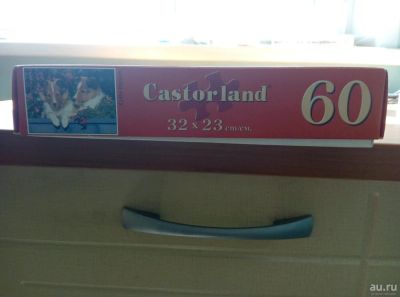 Castorland
32 x 23 cm/см.
60
au.ru